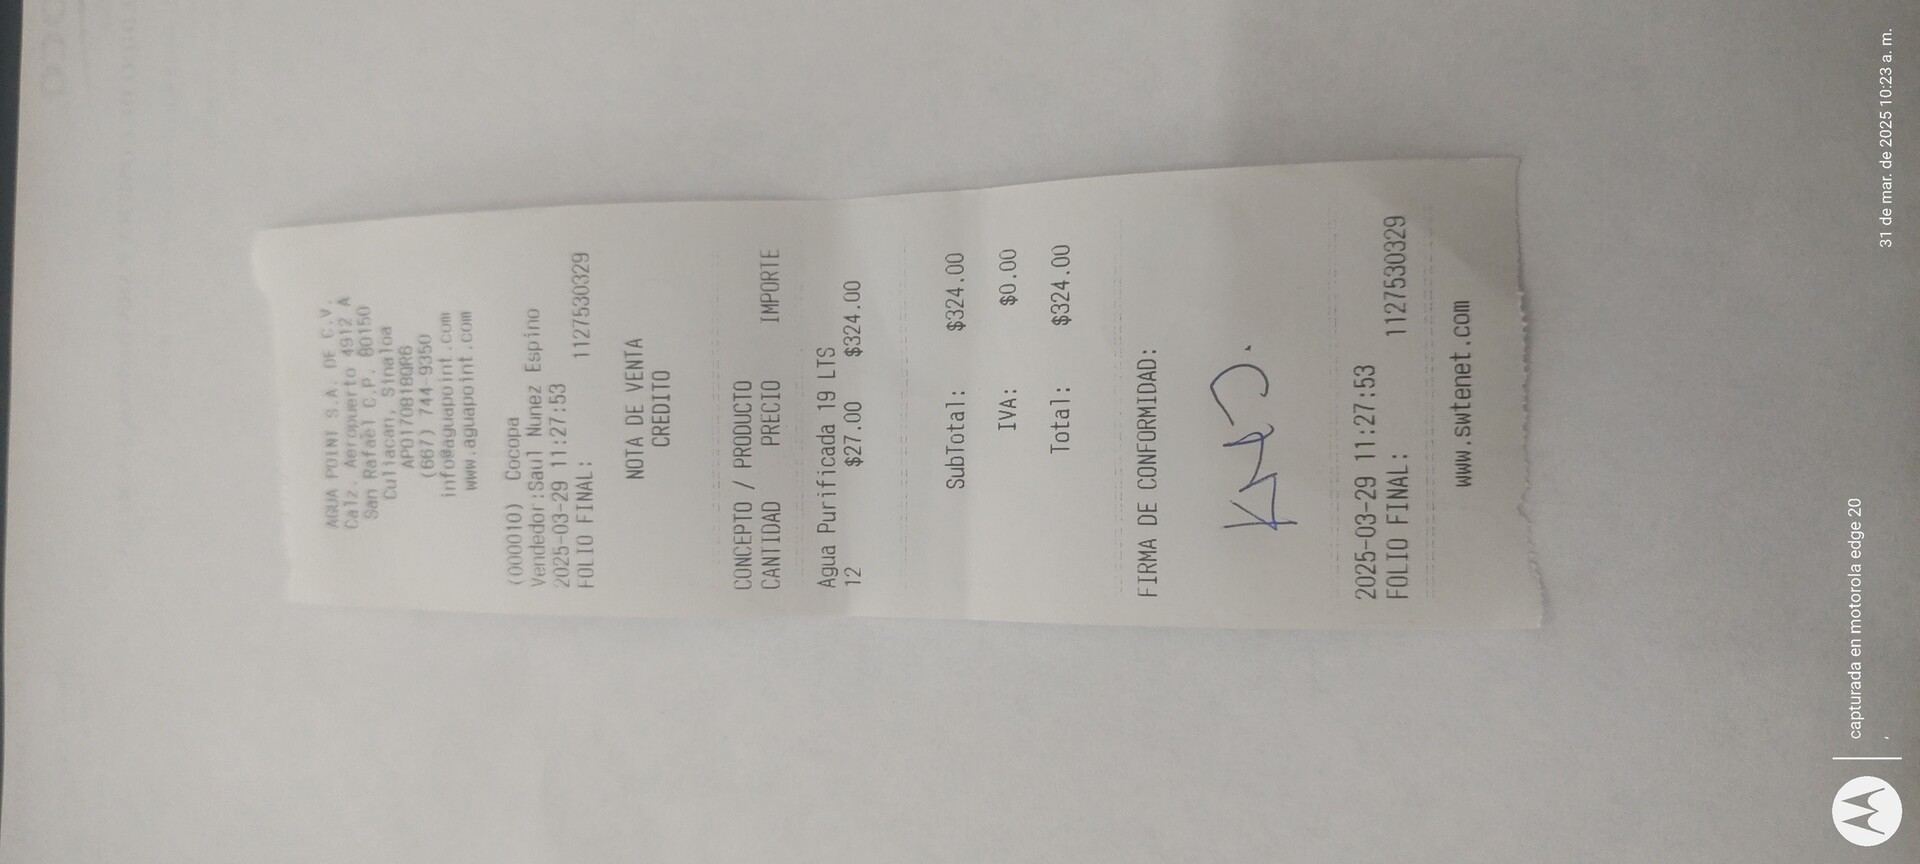 AGUA POINT S.A. DE C.V.
Calz. Aeropuerto 4912 A
San Rafael C.P. 80150
Culiacan, Sinaloa
APO170818QR6
(667) 744-9350
info@aguapoint.com
www.aguapoint.com
(000010) Cocopa
Vendedor:Saul Nunez Espino
2025-03-29 11:27:53
FOLIO FINAL: 1127530329
NOTA DE VENTA
CREDITO
CONCEPTO / PRODUCTO
CANTIDAD PRECIO IMPORTE
Agua Purificada 19 LTS
12 $27.00 $324.00
SubTotal: $324.00
IVA: $0.00
Total: $324.00
FIRMA DE CONFORMIDAD:
2025-03-29 11:27:53
FOLIO FINAL: 1127530329
www.swtenet.com
capturada en motorola edge 20
31 de mar. de 2025 10:23 a. m.